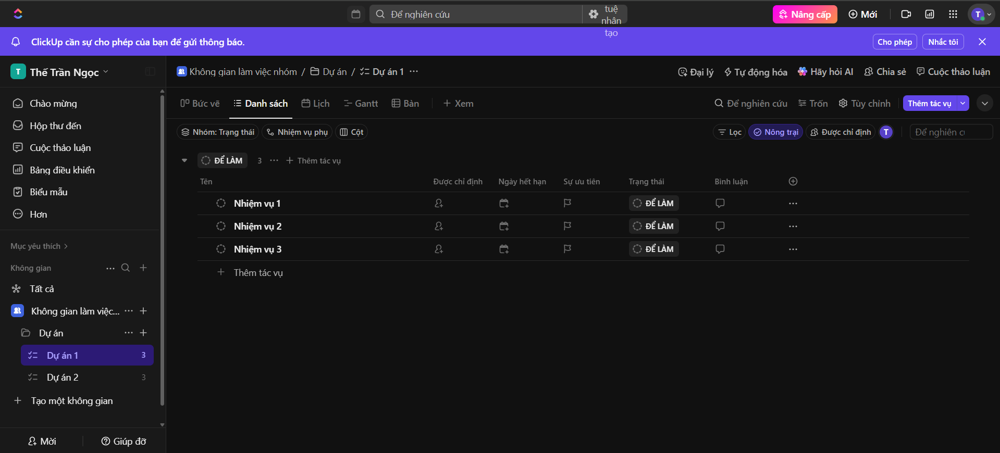 Để nghiên cứu
tuệ
nhân
tạo
Nâng cấp
Mới
T
ClickUp cần sự cho phép của bạn để gửi thông báo.
Cho phép
Nhắc tôi
T
Thế Trần Ngọc
Không gian làm việc nhóm / Dự án / Dự án 1
Đại lý
Tự động hóa
Hãy hỏi AI
Chia sẻ
Cuộc thảo luận
Chào mừng
Hộp thư đến
Cuộc thảo luận
Bảng điều khiển
Biểu mẫu
Hơn
Mục yêu thích
Không gian
Tất cả
Không gian làm việc...
Dự án
Dự án 1 3
Dự án 2 3
Tạo một không gian
Mời
Giúp đỡ
Bức vẽ
Danh sách
Lịch
Gantt
Bàn
Xem
Để nghiên cứu
Trốn
Tùy chỉnh
Thêm tác vụ
Nhóm: Trạng thái
Nhiệm vụ phụ
Cột
Lọc
Nông trại
Được chỉ định
T
Để nghiên cứ
ĐỂ LÀM 3 Thêm tác vụ
Tên Được chỉ định Ngày hết hạn Sự ưu tiên Trạng thái Bình luận
Nhiệm vụ 1 ĐỂ LÀM
Nhiệm vụ 2 ĐỂ LÀM
Nhiệm vụ 3 ĐỂ LÀM
Thêm tác vụ